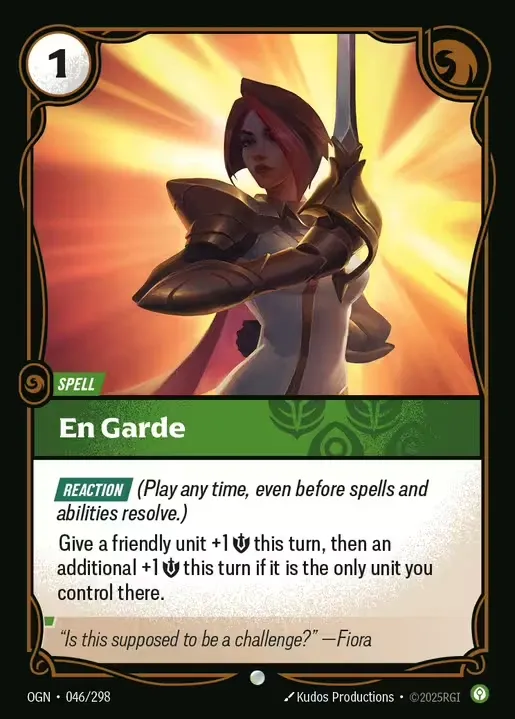 1
SPELL
En Garde
REACTION (Play any time, even before spells and
abilities resolve.)
Give a friendly unit +1 this turn, then an
additional +1 this turn if it is the only unit you
control there.
“Is this supposed to be a challenge?” —Fiora
OGN • 046/298
Kudos Productions • ©2025RGI